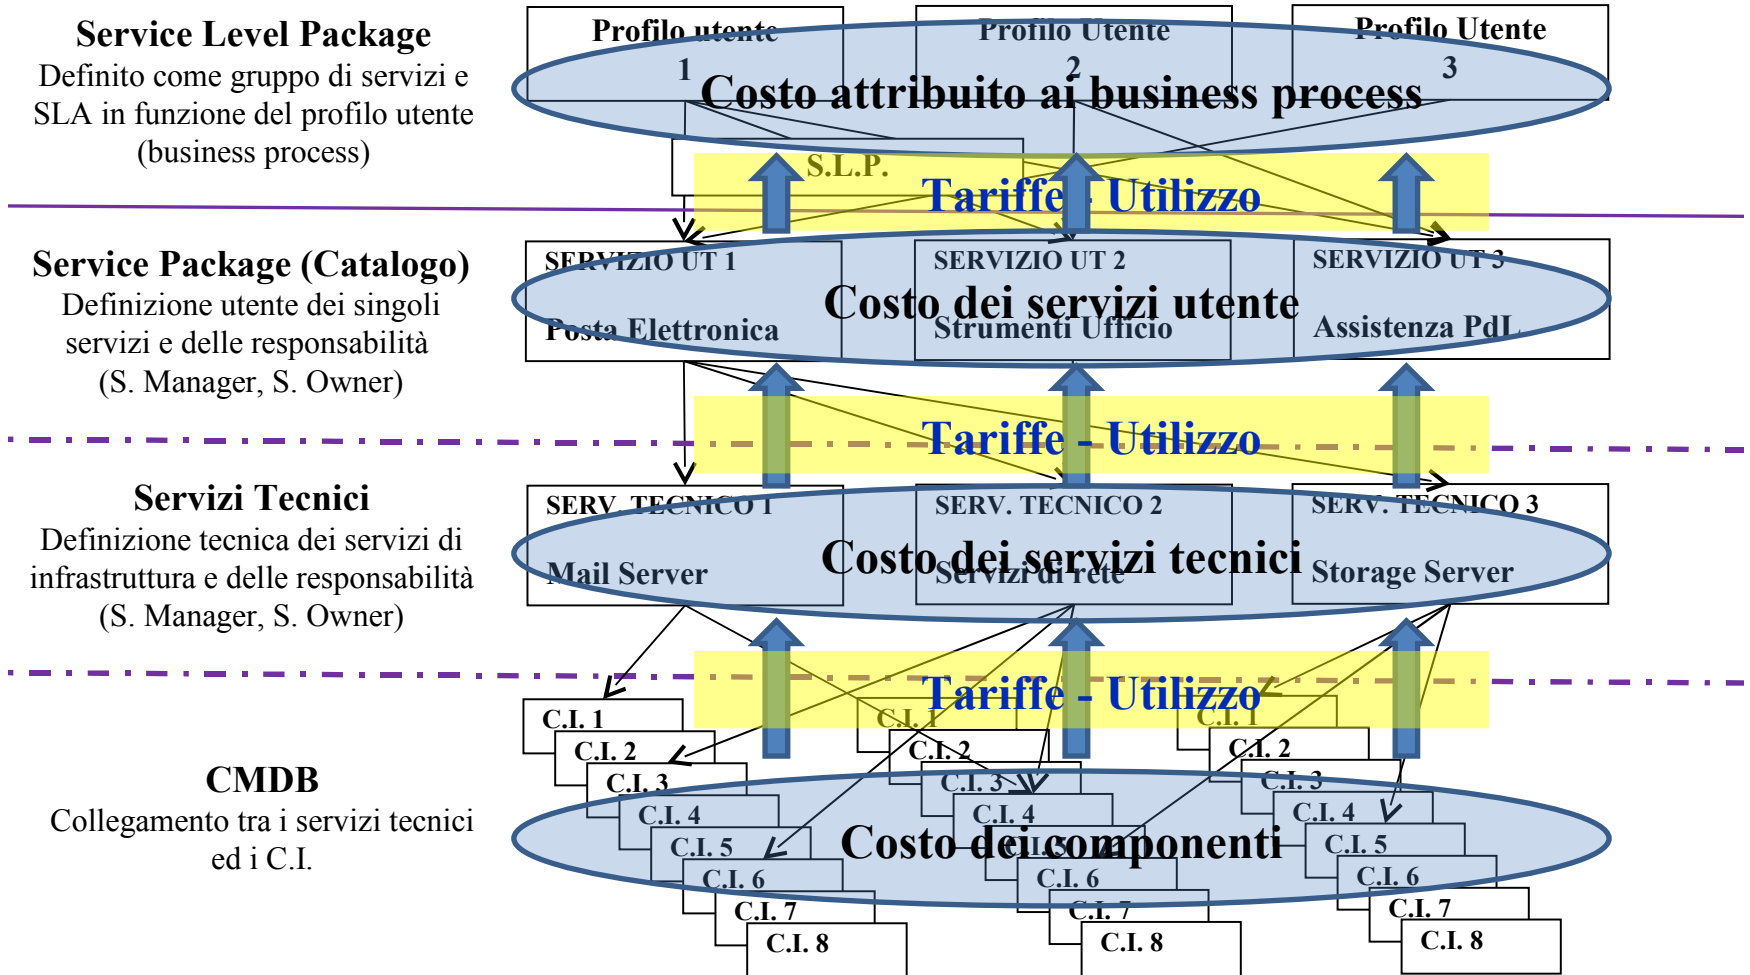 Service Level Package
Definito come gruppo di servizi e
SLA in funzione del profilo utente
(business process)
Profilo utente
1
Profilo Utente
2
Profilo Utente
3
Costo attribuito ai business process
S.L.P.
Tariffe - Utilizzo
Service Package (Catalogo)
Definizione utente dei singoli
servizi e delle responsabilità
(S. Manager, S. Owner)
SERVIZIO UT 1
Posta Elettronica
SERVIZIO UT 2
Strumenti Ufficio
SERVIZIO UT 3
Assistenza PdL
Costo dei servizi utente
Tariffe - Utilizzo
Servizi Tecnici
Definizione tecnica dei servizi di
infrastruttura e delle responsabilità
(S. Manager, S. Owner)
SERV. TECNICO 1
Mail Server
SERV. TECNICO 2
Servizi di rete
SERV. TECNICO 3
Storage Server
Costo dei servizi tecnici
Tariffe - Utilizzo
CMDB
Collegamento tra i servizi tecnici
ed i C.I.
C.I. 1
C.I. 2
C.I. 3
C.I. 4
C.I. 5
C.I. 6
C.I. 7
C.I. 8
C.I. 1
C.I. 2
C.I. 3
C.I. 4
C.I. 5
C.I. 6
C.I. 7
C.I. 8
C.I. 1
C.I. 2
C.I. 3
C.I. 4
C.I. 5
C.I. 6
C.I. 7
C.I. 8
Costo dei componenti